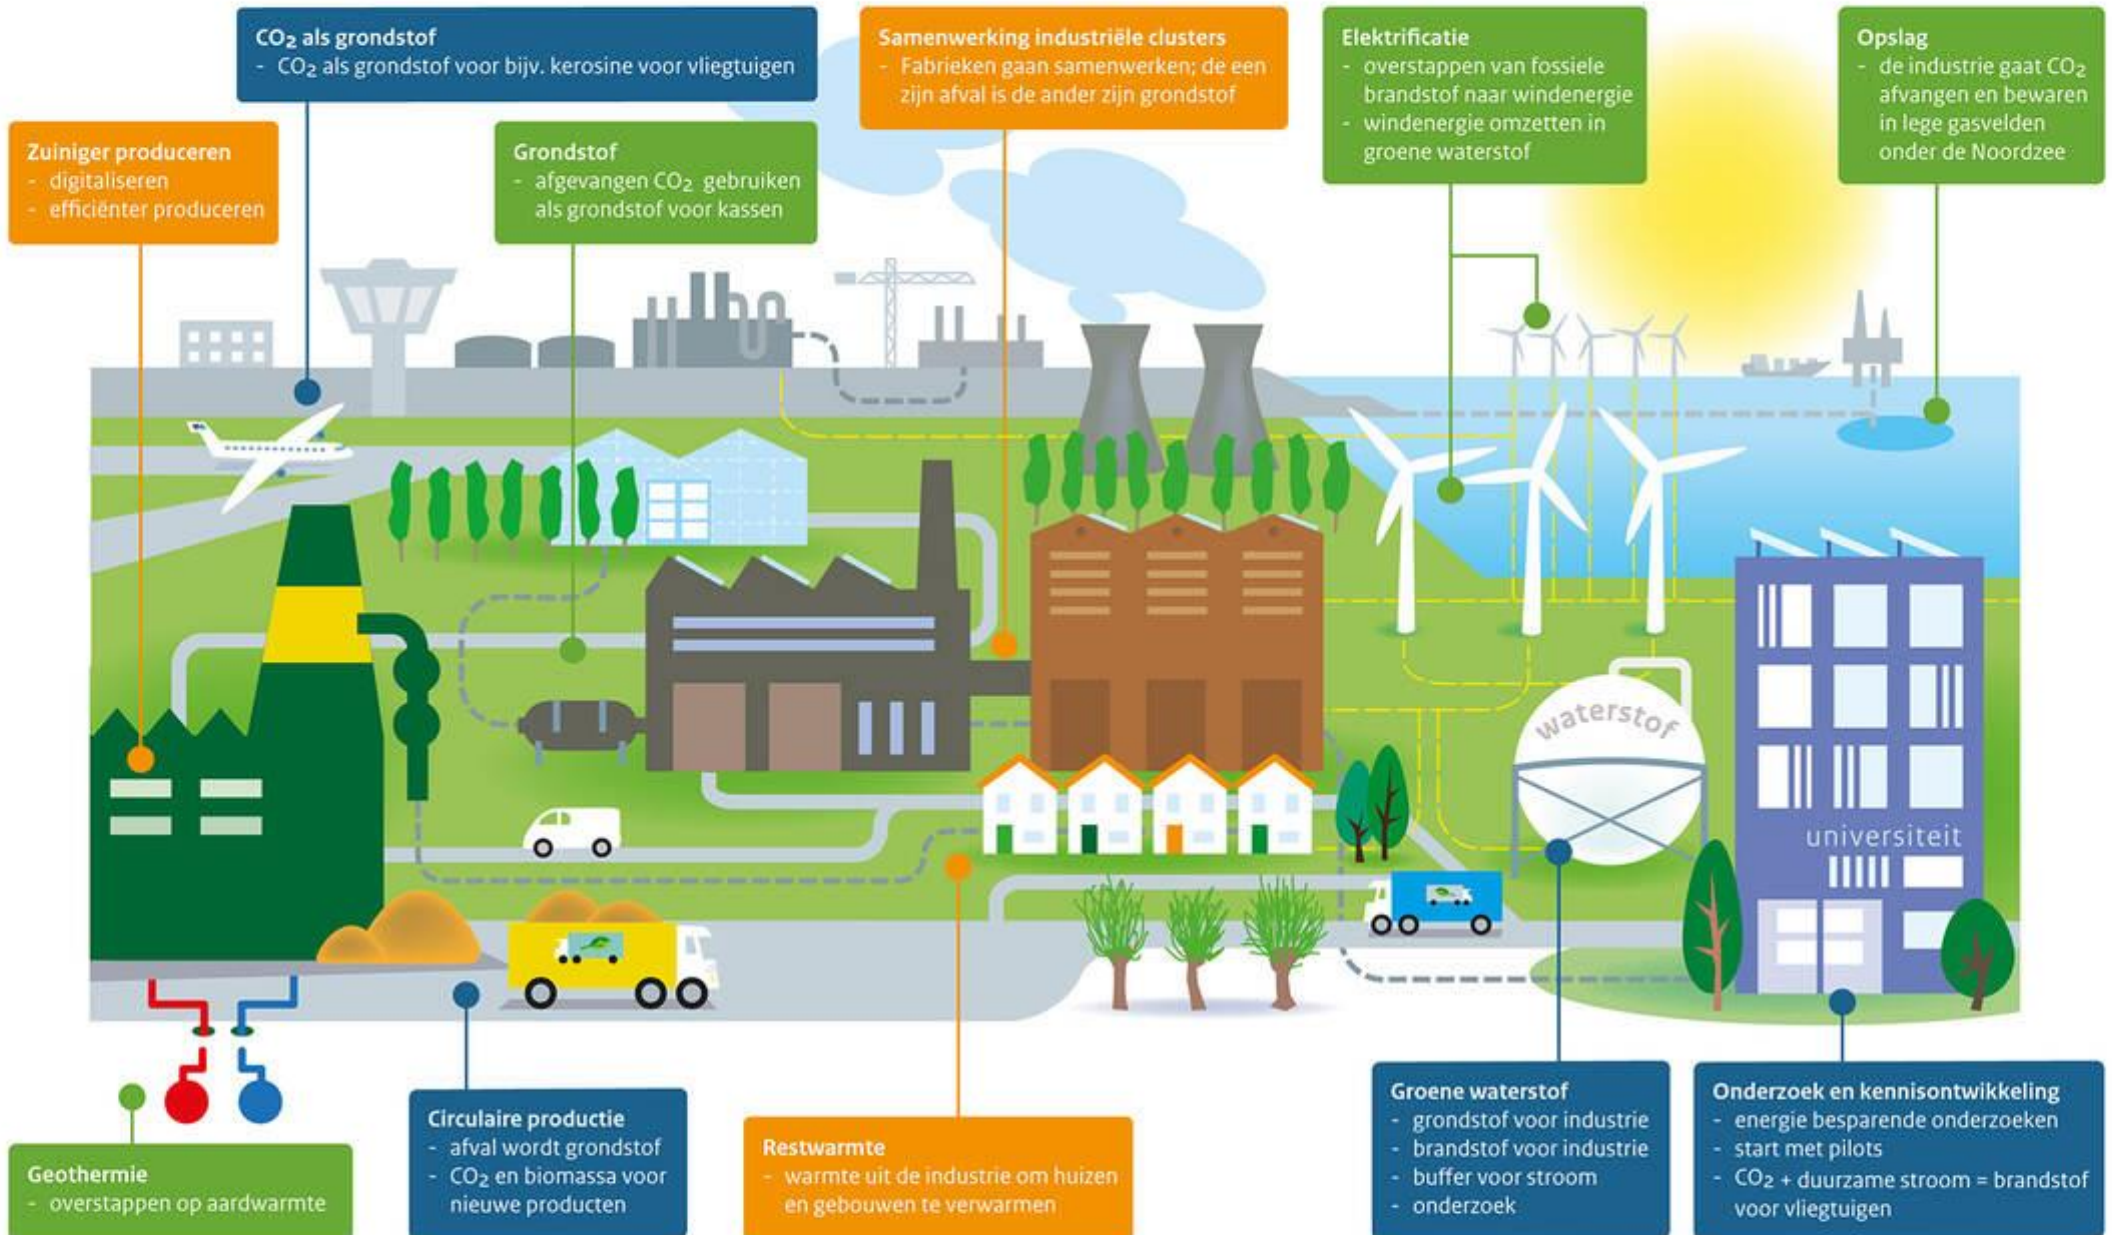 CO₂ als grondstof
- CO₂ als grondstof voor bijv. kerosine voor vliegtuigen
Samenwerking industriële clusters
- Fabrieken gaan samenwerken; de een
zijn afval is de ander zijn grondstof
Elektrificatie
- overstappen van fossiele
brandstof naar windenergie
- windenergie omzetten in
groene waterstof
Opslag
- de industrie gaat CO₂
afvangen en bewaren
in lege gasvelden
onder de Noordzee
Zuiniger produceren
- digitaliseren
- efficiënter produceren
Grondstof
- afgevangen CO₂ gebruiken
als grondstof voor kassen
waterstof
universiteit
Geothermie
- overstappen op aardwarmte
Circulaire productie
- afval wordt grondstof
- CO₂ en biomassa voor
nieuwe producten
Restwarmte
- warmte uit de industrie om huizen
en gebouwen te verwarmen
Groene waterstof
- grondstof voor industrie
- brandstof voor industrie
- buffer voor stroom
- onderzoek
Onderzoek en kennisontwikkeling
- energie besparende onderzoeken
- start met pilots
- CO₂ + duurzame stroom = brandstof
voor vliegtuigen